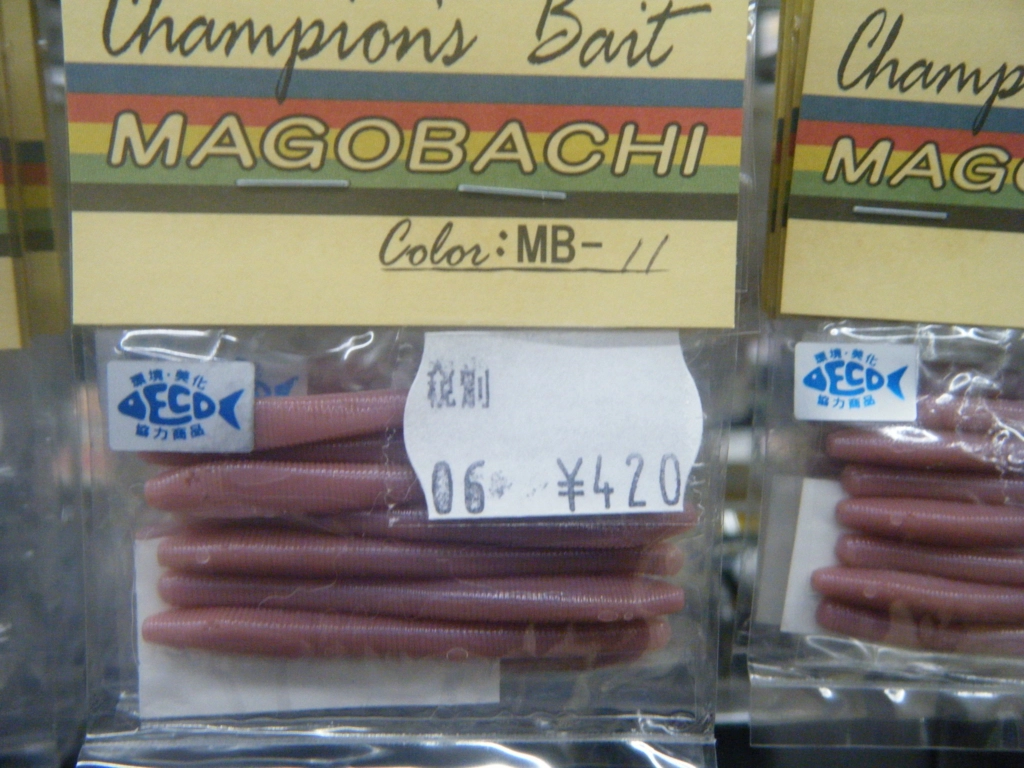 Champion's Bait
MAGOBACHI
Color: MB-11
環境・美化
ECO
協力商品
税別
06 ¥420
Champ
MAGO
環境・美化
ECO
協力商品